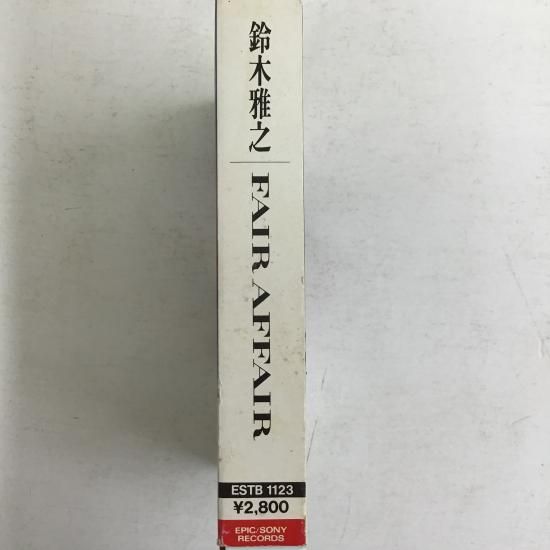 鈴木雅之
FAIR AFFAIR
ESTB 1123
¥2,800
EPIC/SONY
RECORDS